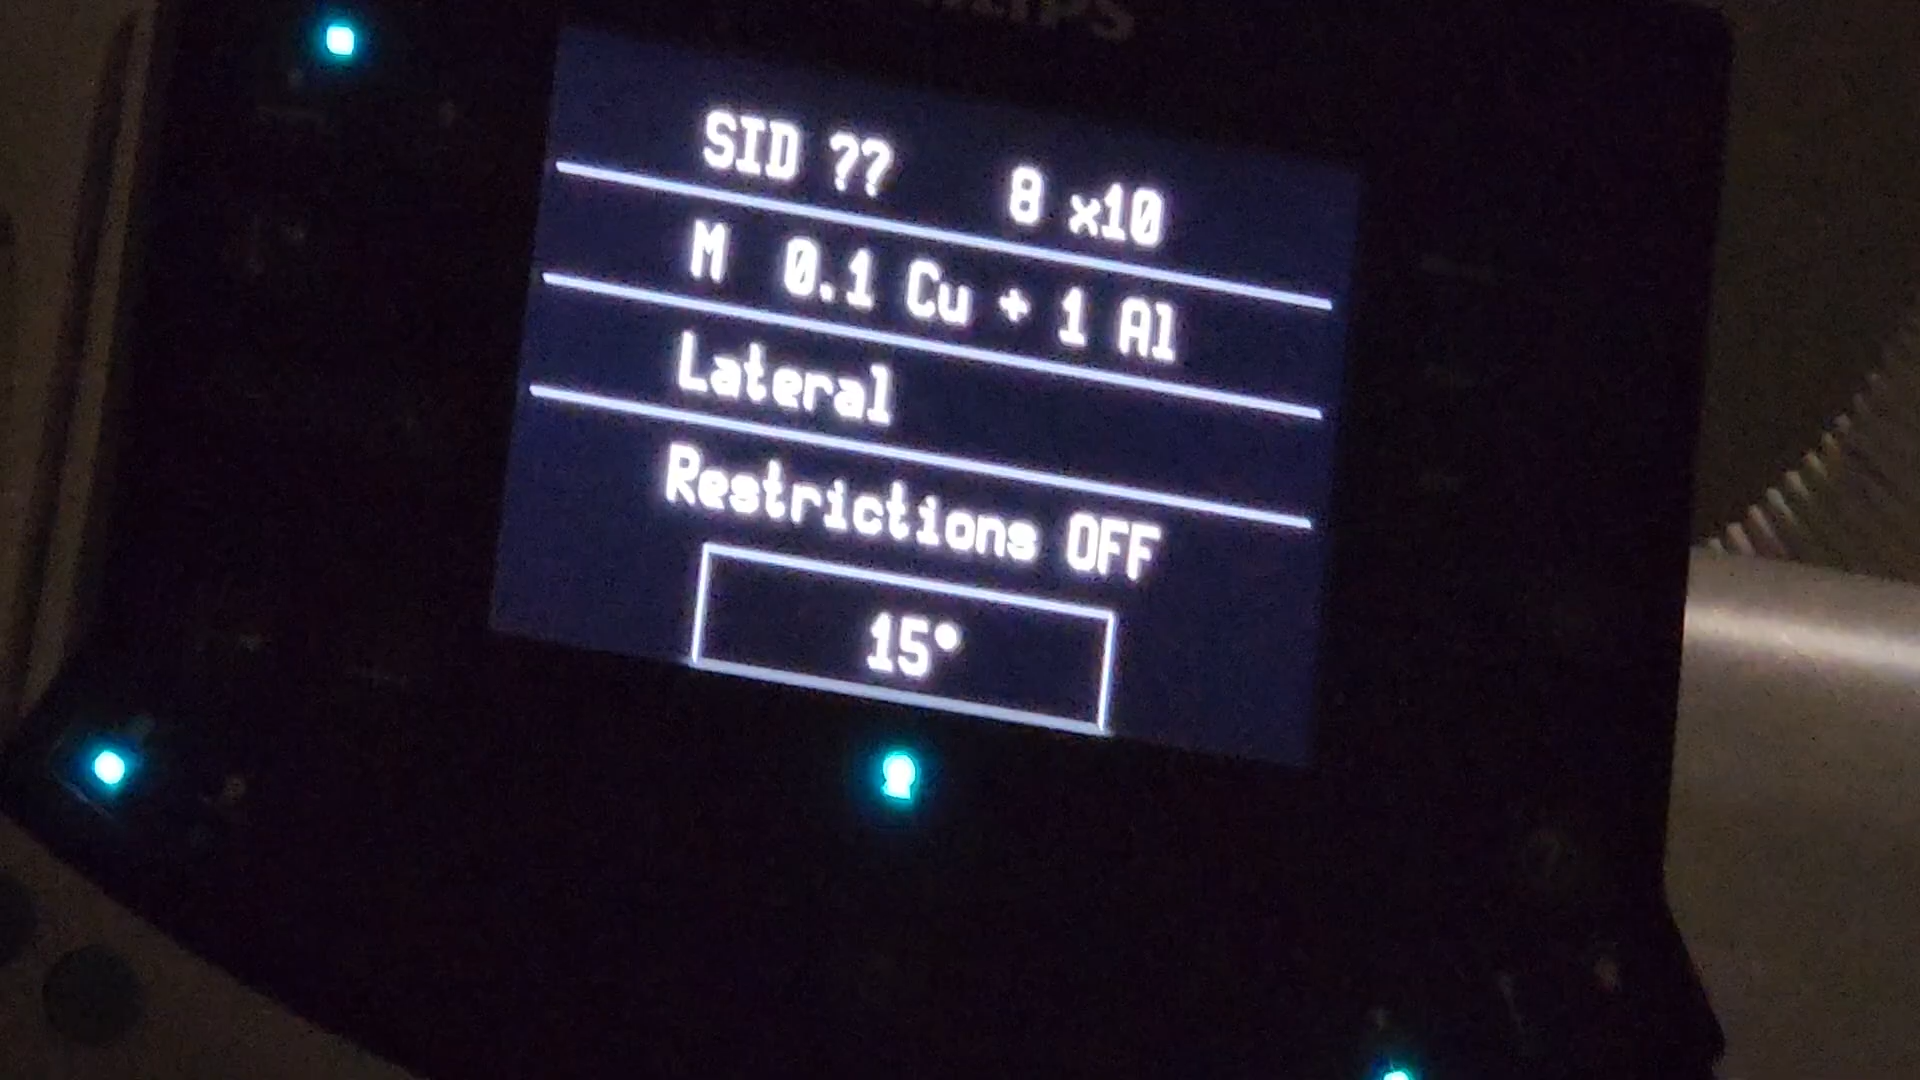 SID ?? 8 x10
M 0.1 Cu + 1 Al
Lateral
Restrictions OFF
15°